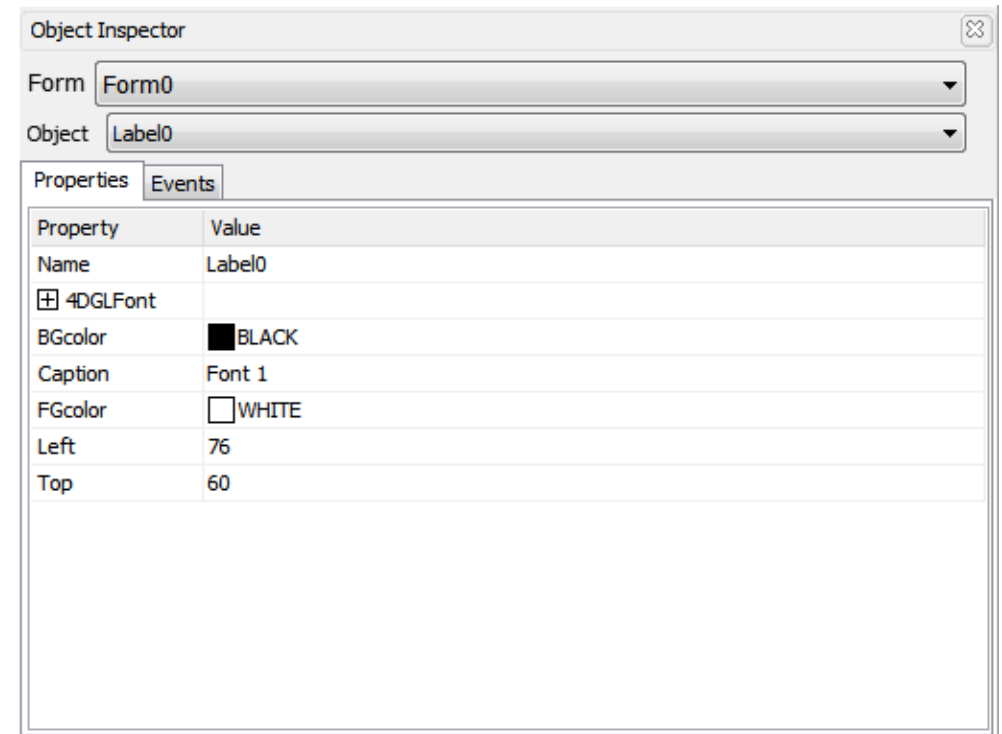 Object Inspector
Form Form0
Object Label0
Properties Events
Property Value
Name Label0
4DGLFont
BGcolor BLACK
Caption Font 1
FGcolor WHITE
Left 76
Top 60